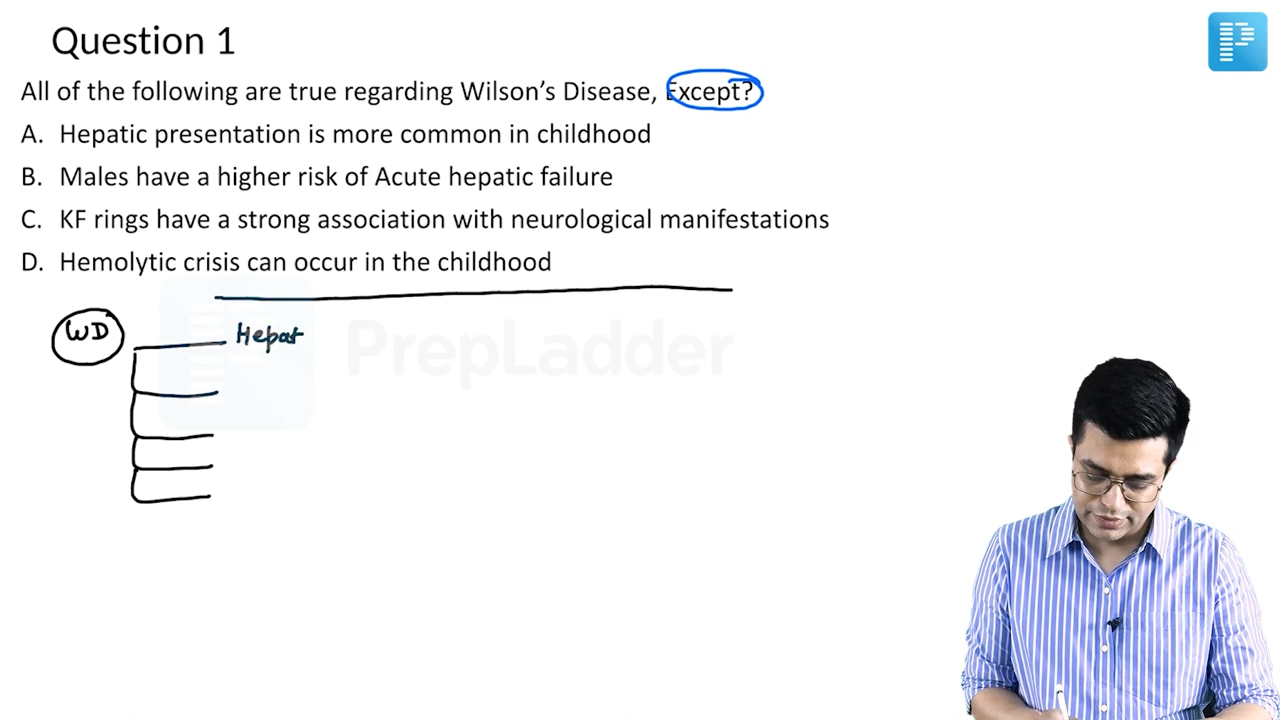 Question 1
All of the following are true regarding Wilson’s Disease, Except?
A. Hepatic presentation is more common in childhood
B. Males have a higher risk of Acute hepatic failure
C. KF rings have a strong association with neurological manifestations
D. Hemolytic crisis can occur in the childhood
WD
Hepat
PrepLadder